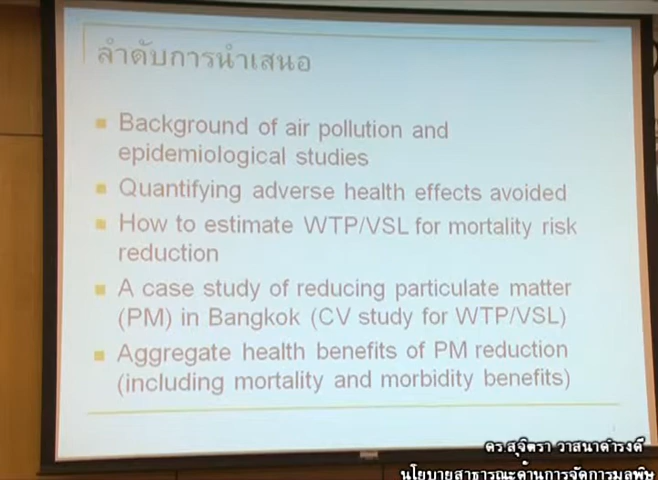 ลำดับการนำเสนอ
Background of air pollution and
epidemiological studies
Quantifying adverse health effects avoided
How to estimate WTP/VSL for mortality risk
reduction
A case study of reducing particulate matter
(PM) in Bangkok (CV study for WTP/VSL)
Aggregate health benefits of PM reduction
(including mortality and morbidity benefits)
ดร.สุจิตรา วาสนาดำรงดี
นโยบายสาธารณะด้านการจัดการมลพิษ